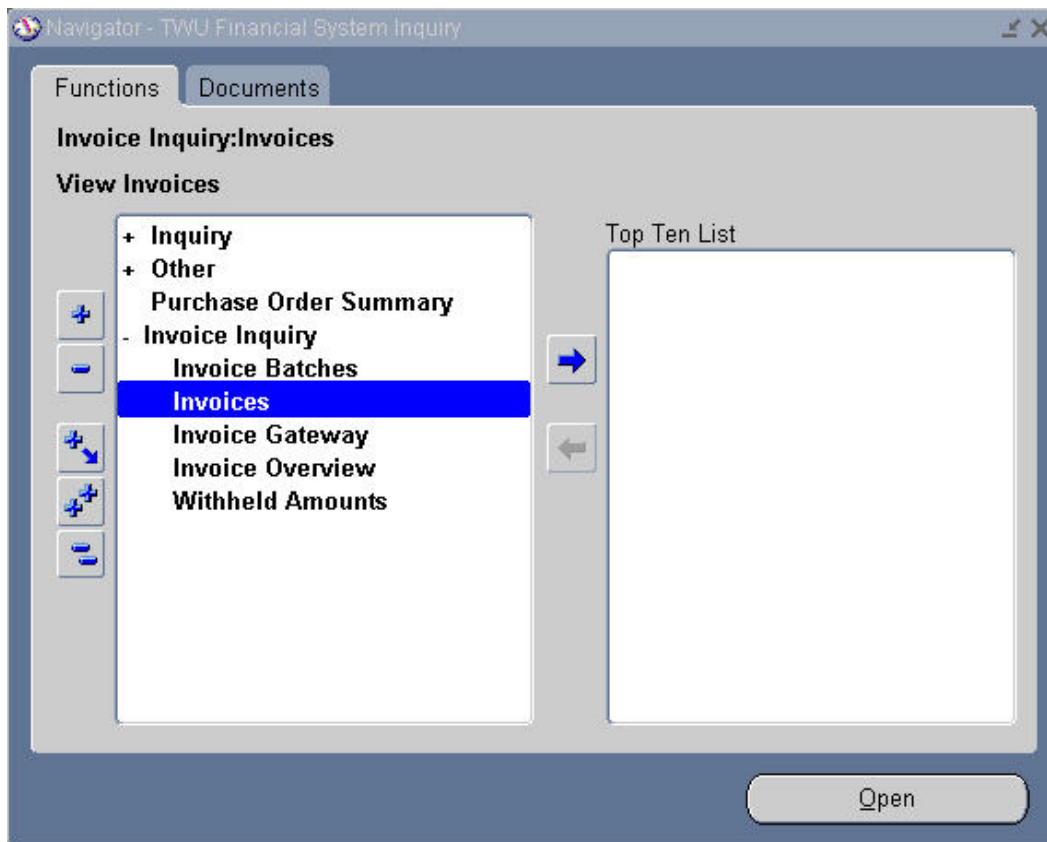 Navigator - TWU Financial System Inquiry
Functions
Documents
Invoice Inquiry:Invoices
View Invoices
Top Ten List
+ Inquiry
+ Other
Purchase Order Summary
- Invoice Inquiry
Invoice Batches
Invoices
Invoice Gateway
Invoice Overview
Withheld Amounts
Open